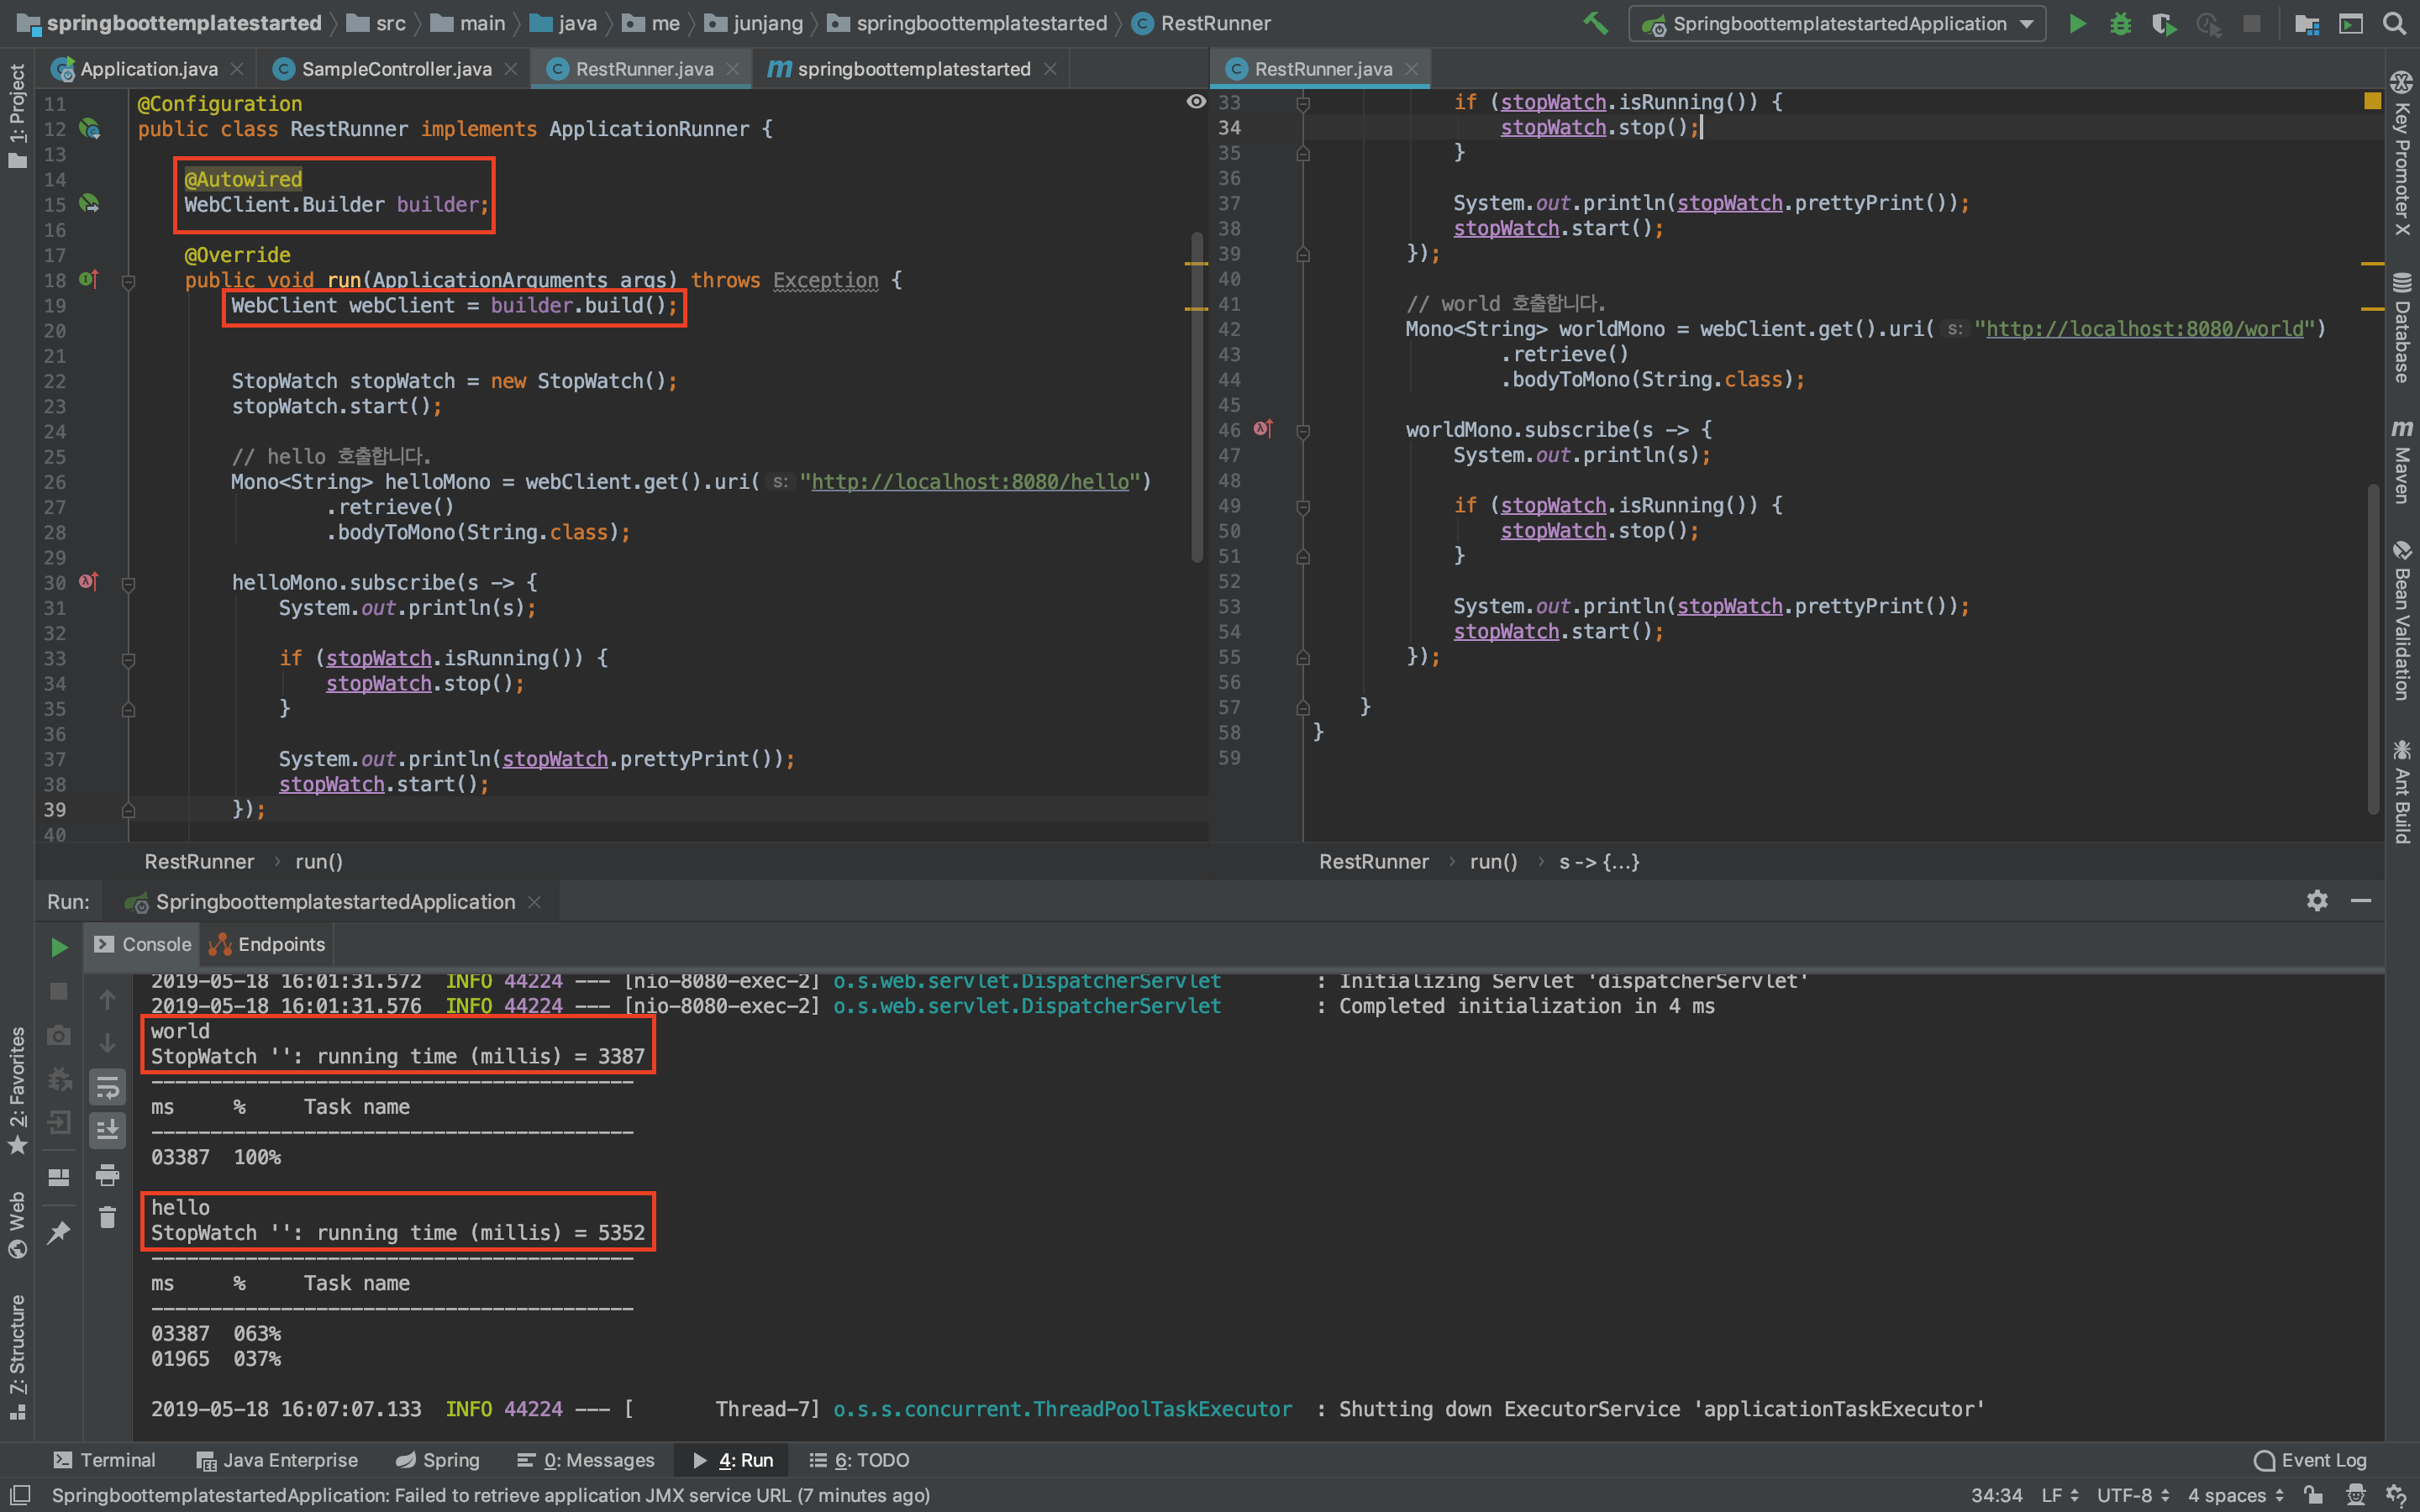 springboottemplatestarted src main java me junjang springboottemplatestarted RestRunner SpringboottemplatestartedApplication
Application.java SampleController.java RestRunner.java springboottemplatestarted RestRunner.java
1: Project
11 @Configuration
12 public class RestRunner implements ApplicationRunner {
13
14 @Autowired
15 WebClient.Builder builder;
16
17 @Override
18 public void run(ApplicationArguments args) throws Exception {
19 WebClient webClient = builder.build();
20
21
22 StopWatch stopWatch = new StopWatch();
23 stopWatch.start();
24
25 // hello 호출합니다.
26 Mono<String> helloMono = webClient.get().uri( s: "http://localhost:8080/hello")
27 .retrieve()
28 .bodyToMono(String.class);
29
30 helloMono.subscribe(s -> {
31 System.out.println(s);
32
33 if (stopWatch.isRunning()) {
34 stopWatch.stop();
35 }
36
37 System.out.println(stopWatch.prettyPrint());
38 stopWatch.start();
39 });
40
RestRunner run()
33 if (stopWatch.isRunning()) {
34 stopWatch.stop();
35 }
36
37 System.out.println(stopWatch.prettyPrint());
38 stopWatch.start();
39 });
40
41 // world 호출합니다.
42 Mono<String> worldMono = webClient.get().uri( s: "http://localhost:8080/world")
43 .retrieve()
44 .bodyToMono(String.class);
45
46 worldMono.subscribe(s -> {
47 System.out.println(s);
48
49 if (stopWatch.isRunning()) {
50 stopWatch.stop();
51 }
52
53 System.out.println(stopWatch.prettyPrint());
54 stopWatch.start();
55 });
56
57 }
58 }
59
RestRunner run() s -> {...}
Key Promoter X
Database
Maven
Bean Validation
Ant Build
Run: SpringboottemplatestartedApplication
Console Endpoints
2019-05-18 16:01:31.572 INFO 44224 --- [nio-8080-exec-2] o.s.web.servlet.DispatcherServlet : Initializing Servlet 'dispatcherServlet'
2019-05-18 16:01:31.576 INFO 44224 --- [nio-8080-exec-2] o.s.web.servlet.DispatcherServlet : Completed initialization in 4 ms
world
StopWatch '': running time (millis) = 3387
-----------------------------------------
ms % Task name
-----------------------------------------
03387 100%
hello
StopWatch '': running time (millis) = 5352
-----------------------------------------
ms % Task name
-----------------------------------------
03387 063%
01965 037%
2019-05-18 16:07:07.133 INFO 44224 --- [ Thread-7] o.s.s.concurrent.ThreadPoolTaskExecutor : Shutting down ExecutorService 'applicationTaskExecutor'
2: Favorites
Web
7: Structure
Terminal Java Enterprise Spring 0: Messages 4: Run 6: TODO Event Log
SpringboottemplatestartedApplication: Failed to retrieve application JMX service URL (7 minutes ago) 34:34 LF UTF-8 4 spaces